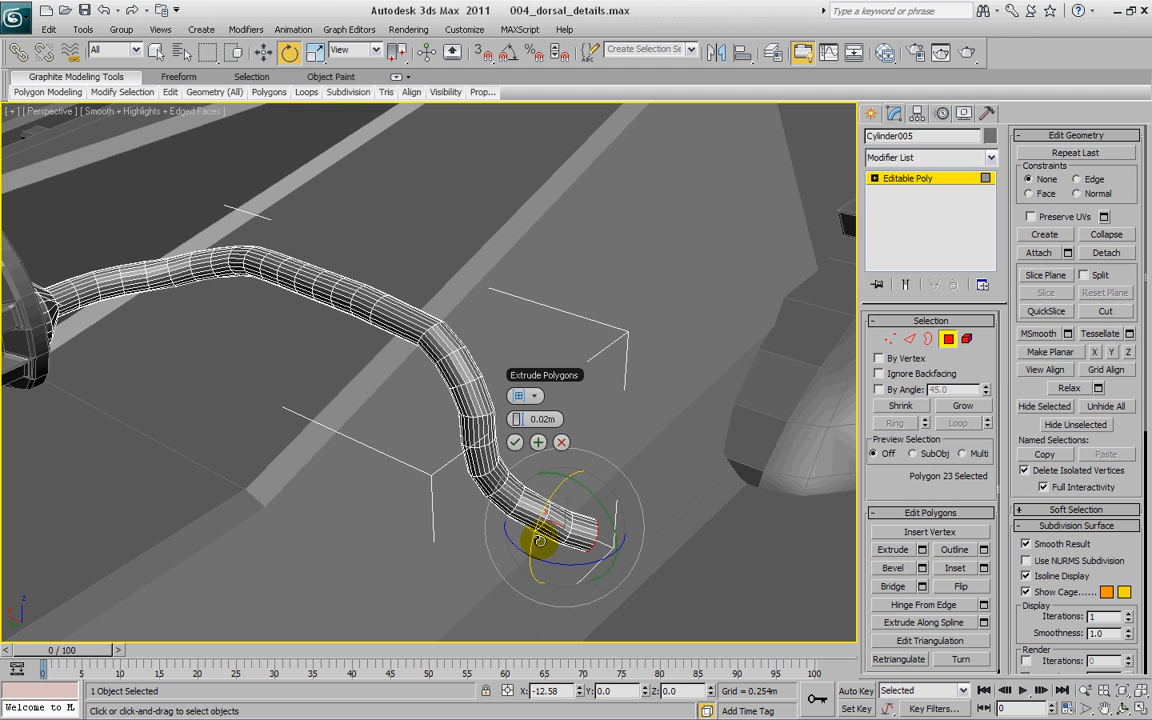 Autodesk 3ds Max 2011 004_dorsal_details.max
Type a keyword or phrase
Edit Tools Group Views Create Modifiers Animation Graph Editors Rendering Customize MAXScript Help
All View Create Selection Se
Graphite Modeling Tools Freeform Selection Object Paint
Polygon Modeling Modify Selection Edit Geometry (All) Polygons Loops Subdivision Tris Align Visibility Prop...
[ + ] [ Perspective ] [ Smooth + Highlights + Edged Faces ]
Extrude Polygons
0.02m
Cylinder005
Modifier List
Editable Poly
Selection
By Vertex
Ignore Backfacing
By Angle: 45.0
Shrink Grow
Ring Loop
Preview Selection
Off SubObj Multi
Polygon 23 Selected
Edit Polygons
Insert Vertex
Extrude Outline
Bevel Inset
Bridge Flip
Hinge From Edge
Extrude Along Spline
Edit Triangulation
Retriangulate Turn
Edit Geometry
Repeat Last
Constraints
None Edge
Face Normal
Preserve UVs
Create Collapse
Attach Detach
Slice Plane Split
Slice Reset Plane
QuickSlice Cut
MSmooth Tessellate
Make Planar X Y Z
View Align Grid Align
Relax
Hide Selected Unhide All
Hide Unselected
Named Selections:
Copy Paste
Delete Isolated Vertices
Full Interactivity
Soft Selection
Subdivision Surface
Smooth Result
Use NURMS Subdivision
Isoline Display
Show Cage......
Display
Iterations: 1
Smoothness: 1.0
Render
Iterations: 0
0 / 100
0 5 10 15 20 25 30 35 40 45 50 55 60 65 70 75 80 85 90 95 100
1 Object Selected X: -12.58 Y: 0.0 Z: 0.0 Grid = 0.254m Auto Key Selected
Welcome to M Click or click-and-drag to select objects Add Time Tag Set Key Key Filters... 0